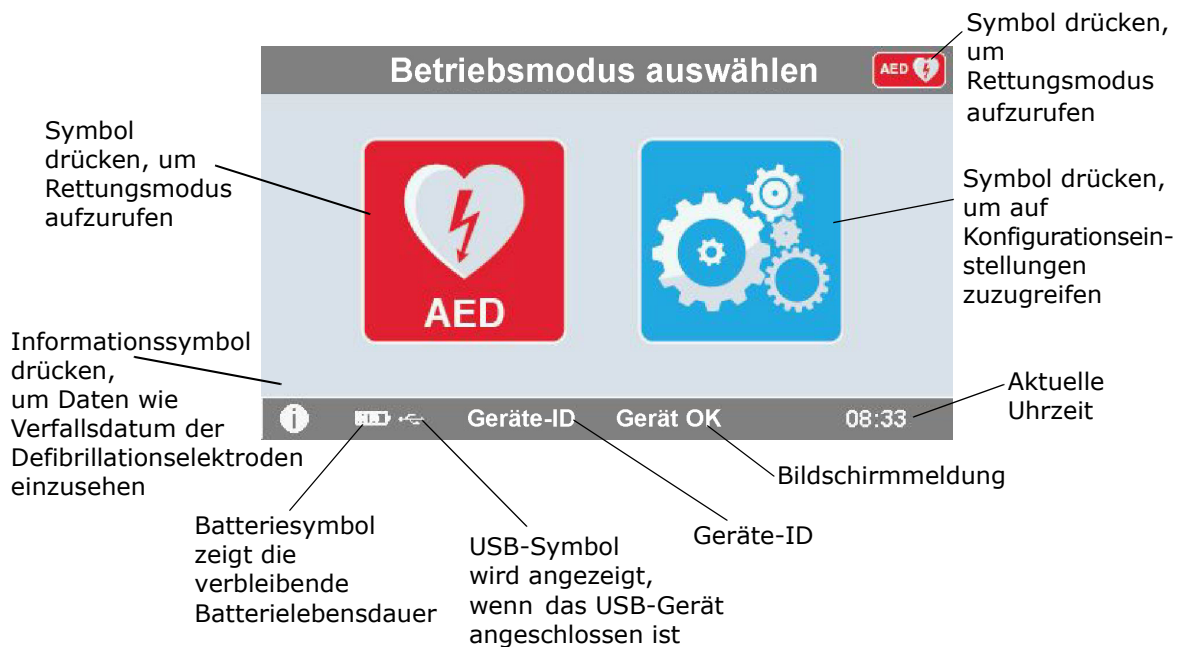 Symbol drücken,
um
Rettungsmodus
aufzurufen
Betriebsmodus auswählen
AED
Symbol
drücken, um
Rettungsmodus
aufzurufen
AED
Symbol drücken,
um auf
Konfigurationsein-
stellungen
zuzugreifen
Informationssymbol
drücken,
um Daten wie
Verfallsdatum der
Defibrillationselektroden
einzusehen
Aktuelle
Uhrzeit
i
Geräte-ID
Gerät OK
08:33
Bildschirmmeldung
Geräte-ID
Batteriesymbol
zeigt die
verbleibende
Batterielebensdauer
USB-Symbol
wird angezeigt,
wenn das USB-Gerät
angeschlossen ist